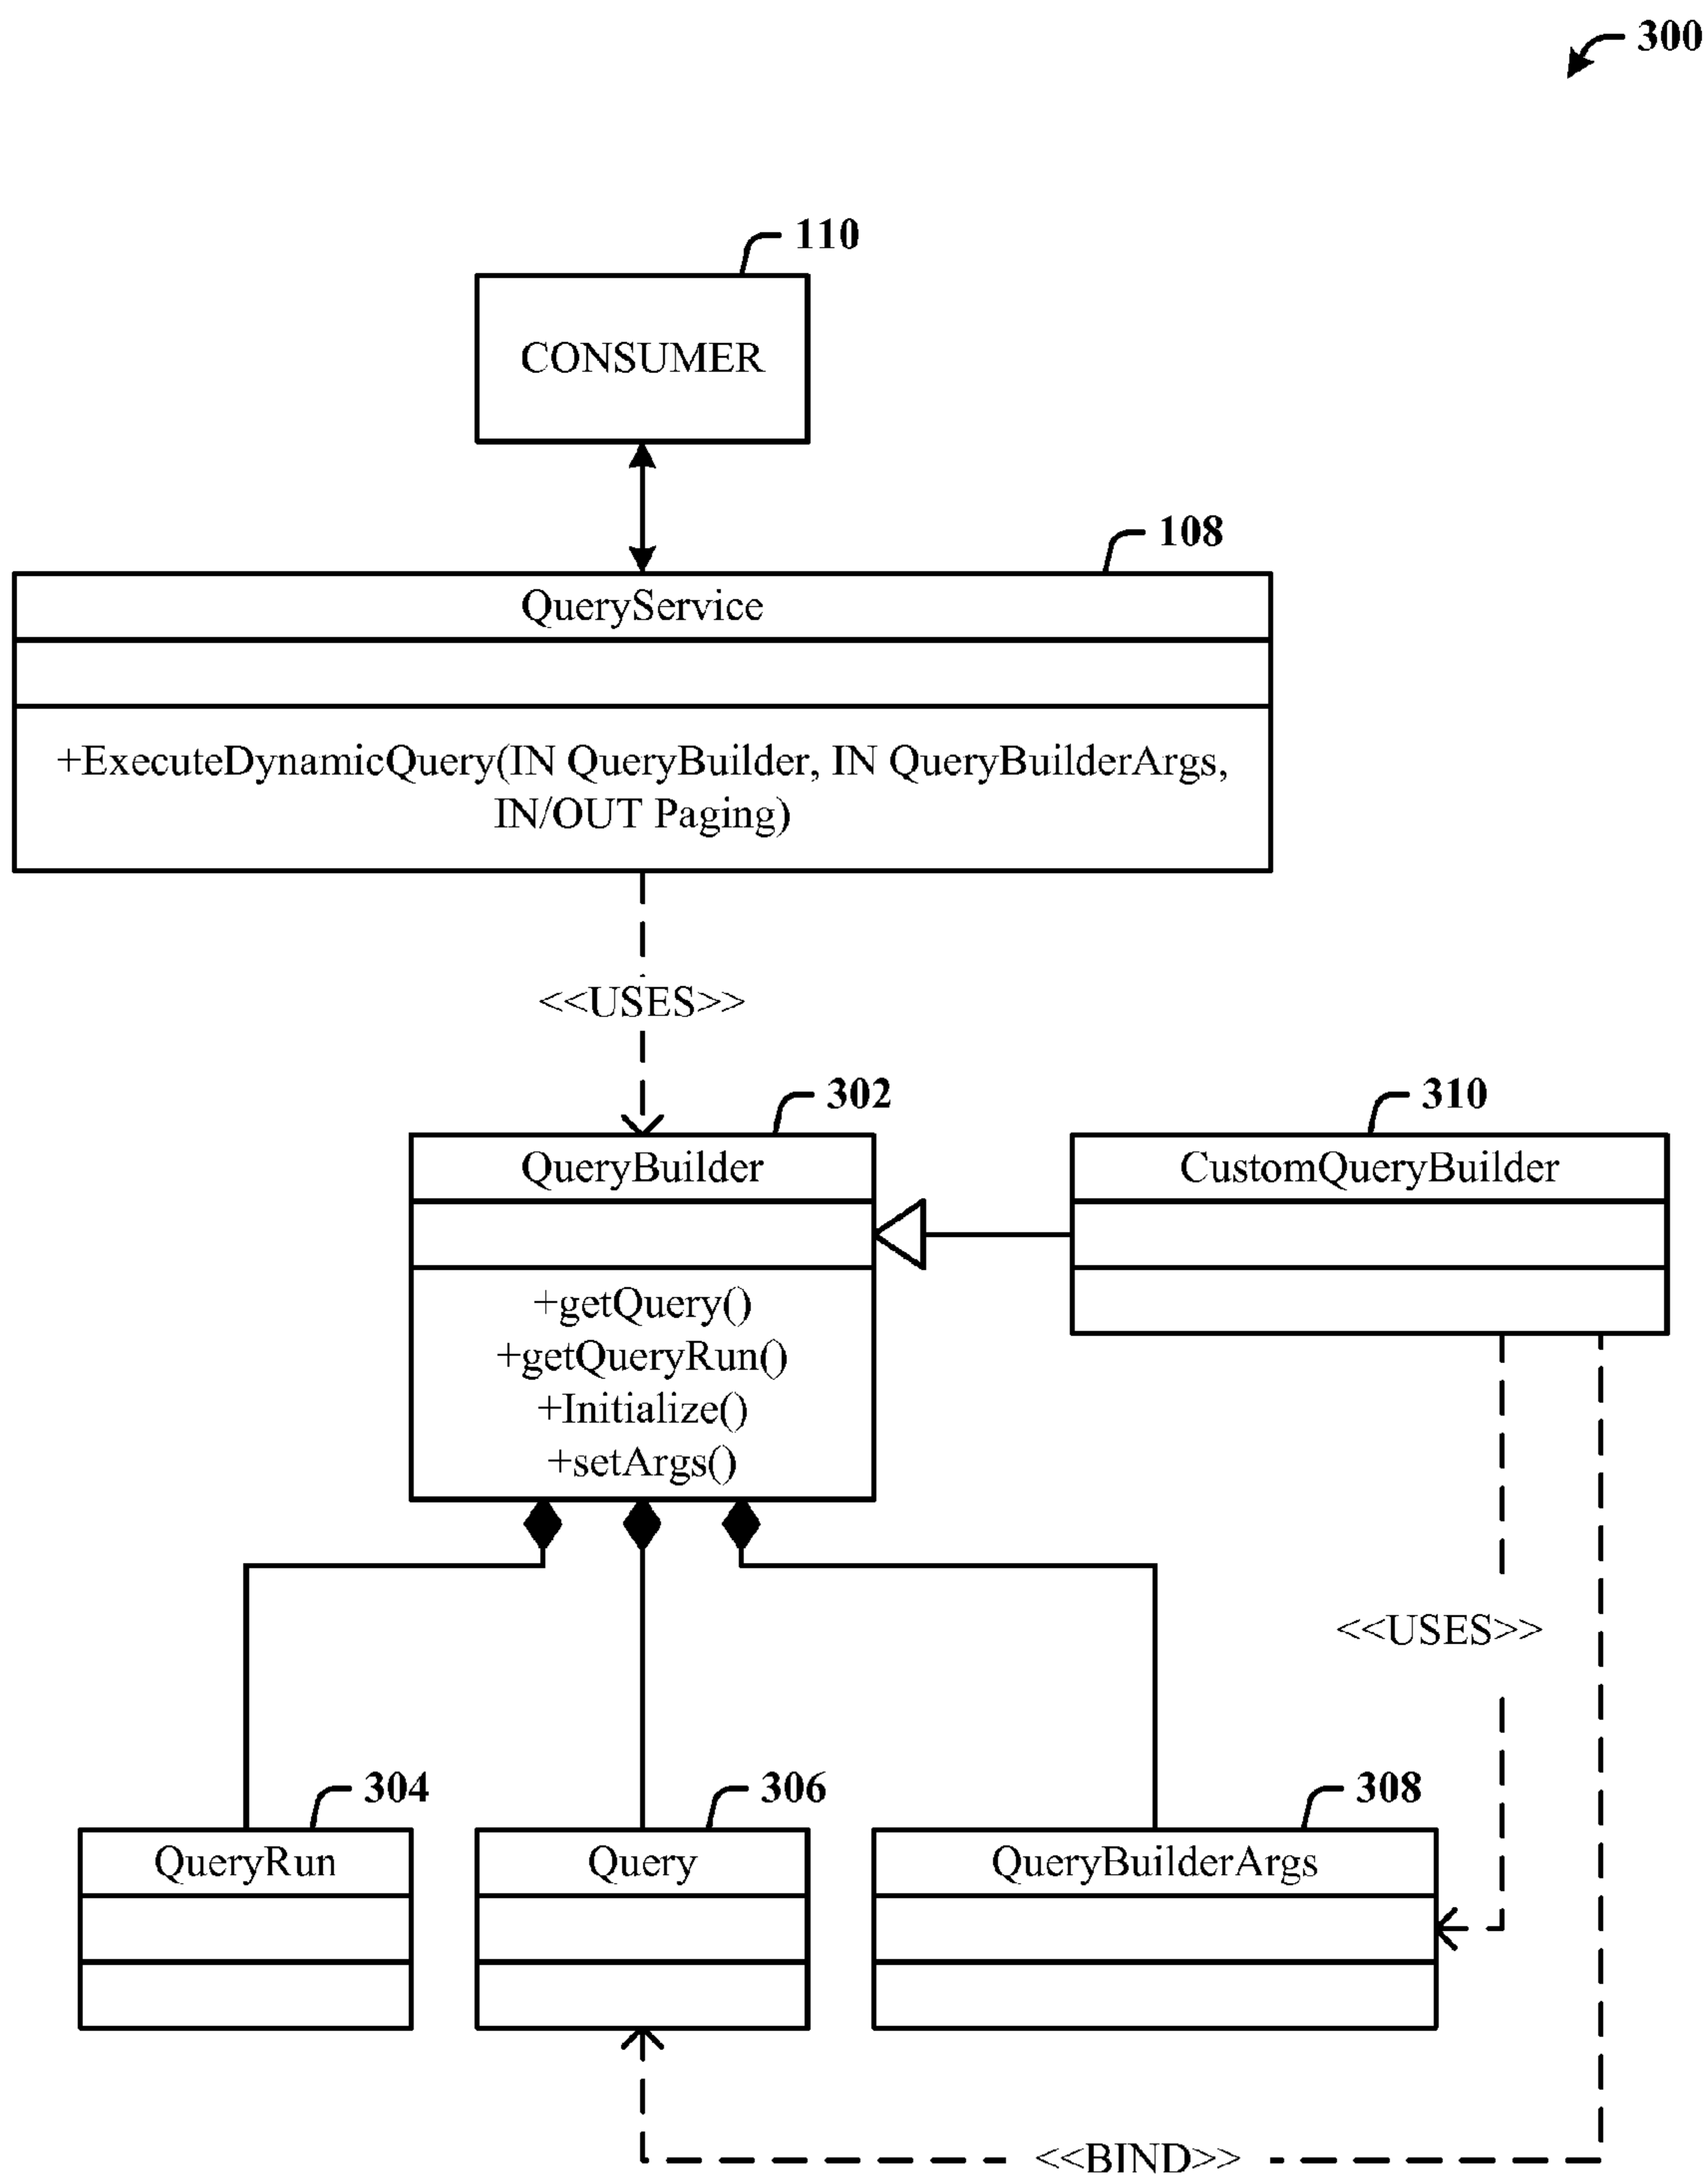 300
110
CONSUMER
108
QueryService
+ExecuteDynamicQuery(IN QueryBuilder, IN QueryBuilderArgs,
IN/OUT Paging)
<<USES>>
302
310
QueryBuilder
CustomQueryBuilder
+getQuery()
+getQueryRun()
+Initialize()
+setArgs()
<<USES>>
304
306
308
QueryRun
Query
QueryBuilderArgs
<<BIND>>